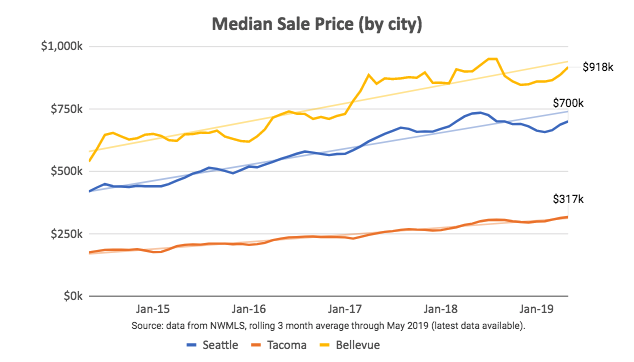 Median Sale Price (by city)
$1,000k
$918k
$750k
$700k
$500k
$317k
$250k
$0k
Jan-15 Jan-16 Jan-17 Jan-18 Jan-19
Source: data from NWMLS, rolling 3 month average through May 2019 (latest data available).
Seattle Tacoma Bellevue